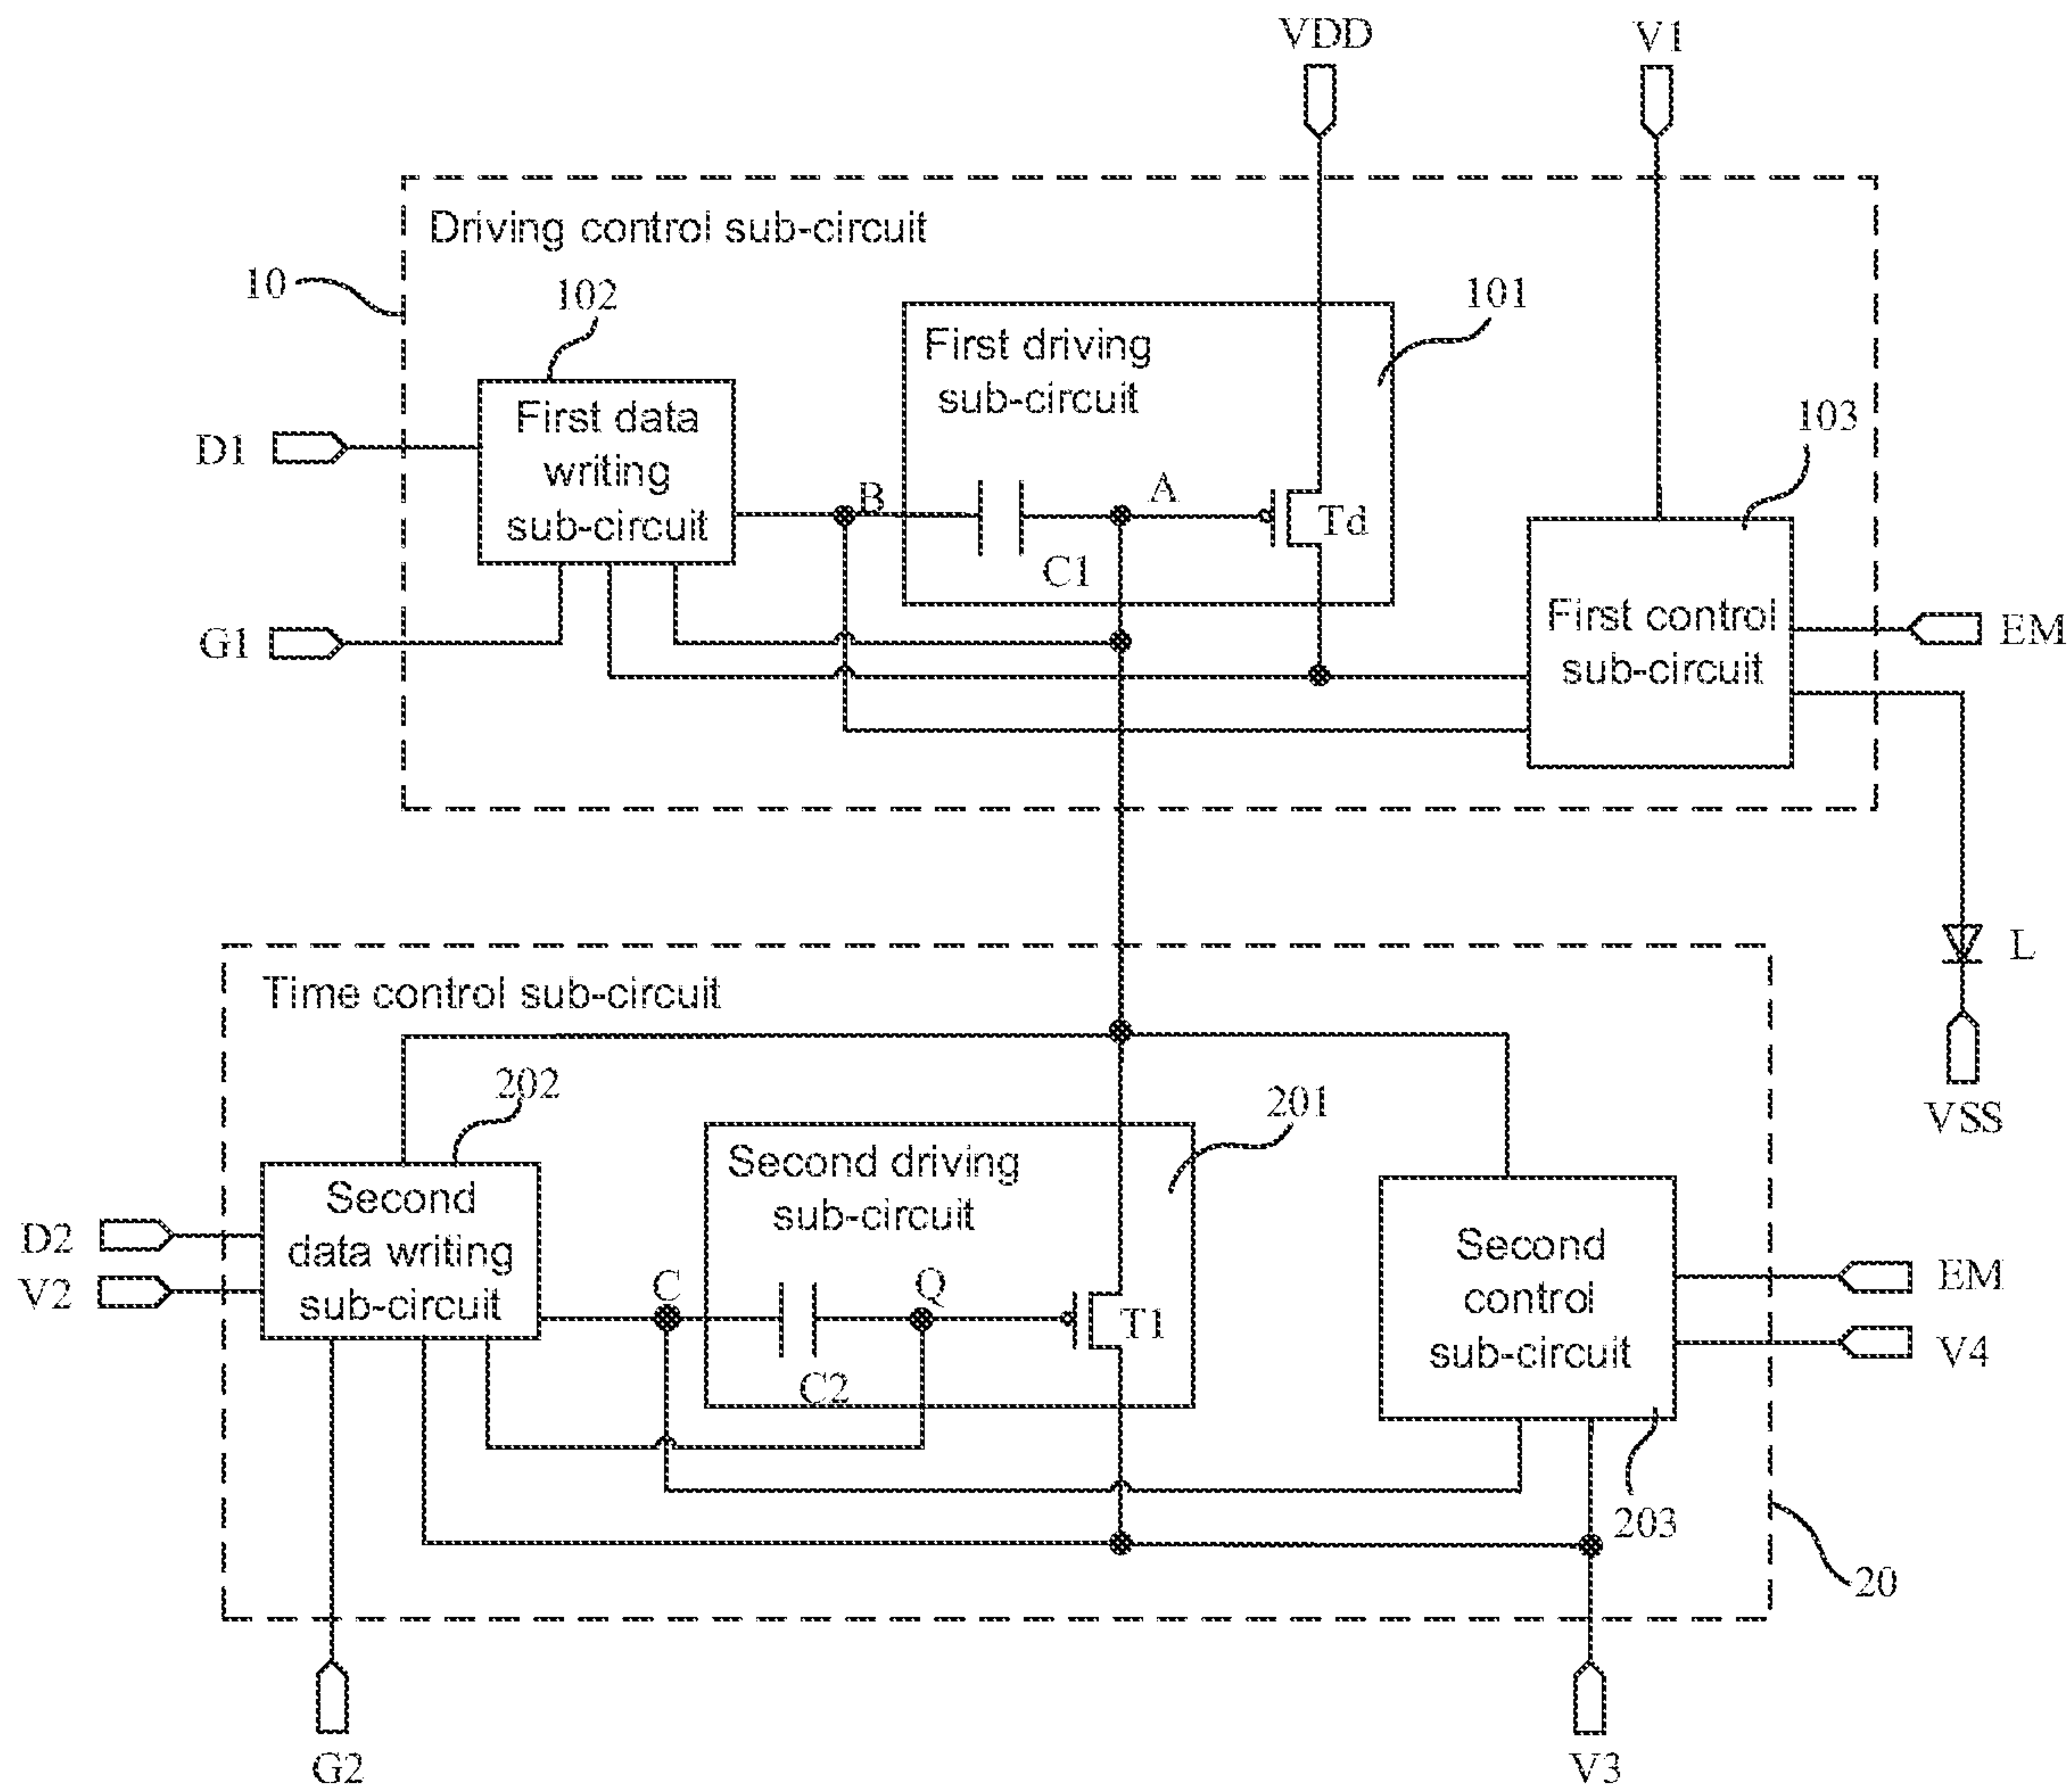 VDD
V1
Driving control sub-circuit
10
102
101
First driving
sub-circuit
103
First data
writing
sub-circuit
D1
B
A
Td
C1
First control
sub-circuit
G1
EM
L
VSS
Time control sub-circuit
202
201
Second driving
sub-circuit
Second
data writing
sub-circuit
D2
V2
C
Q
T1
C2
Second
control
sub-circuit
EM
V4
203
20
G2
V3